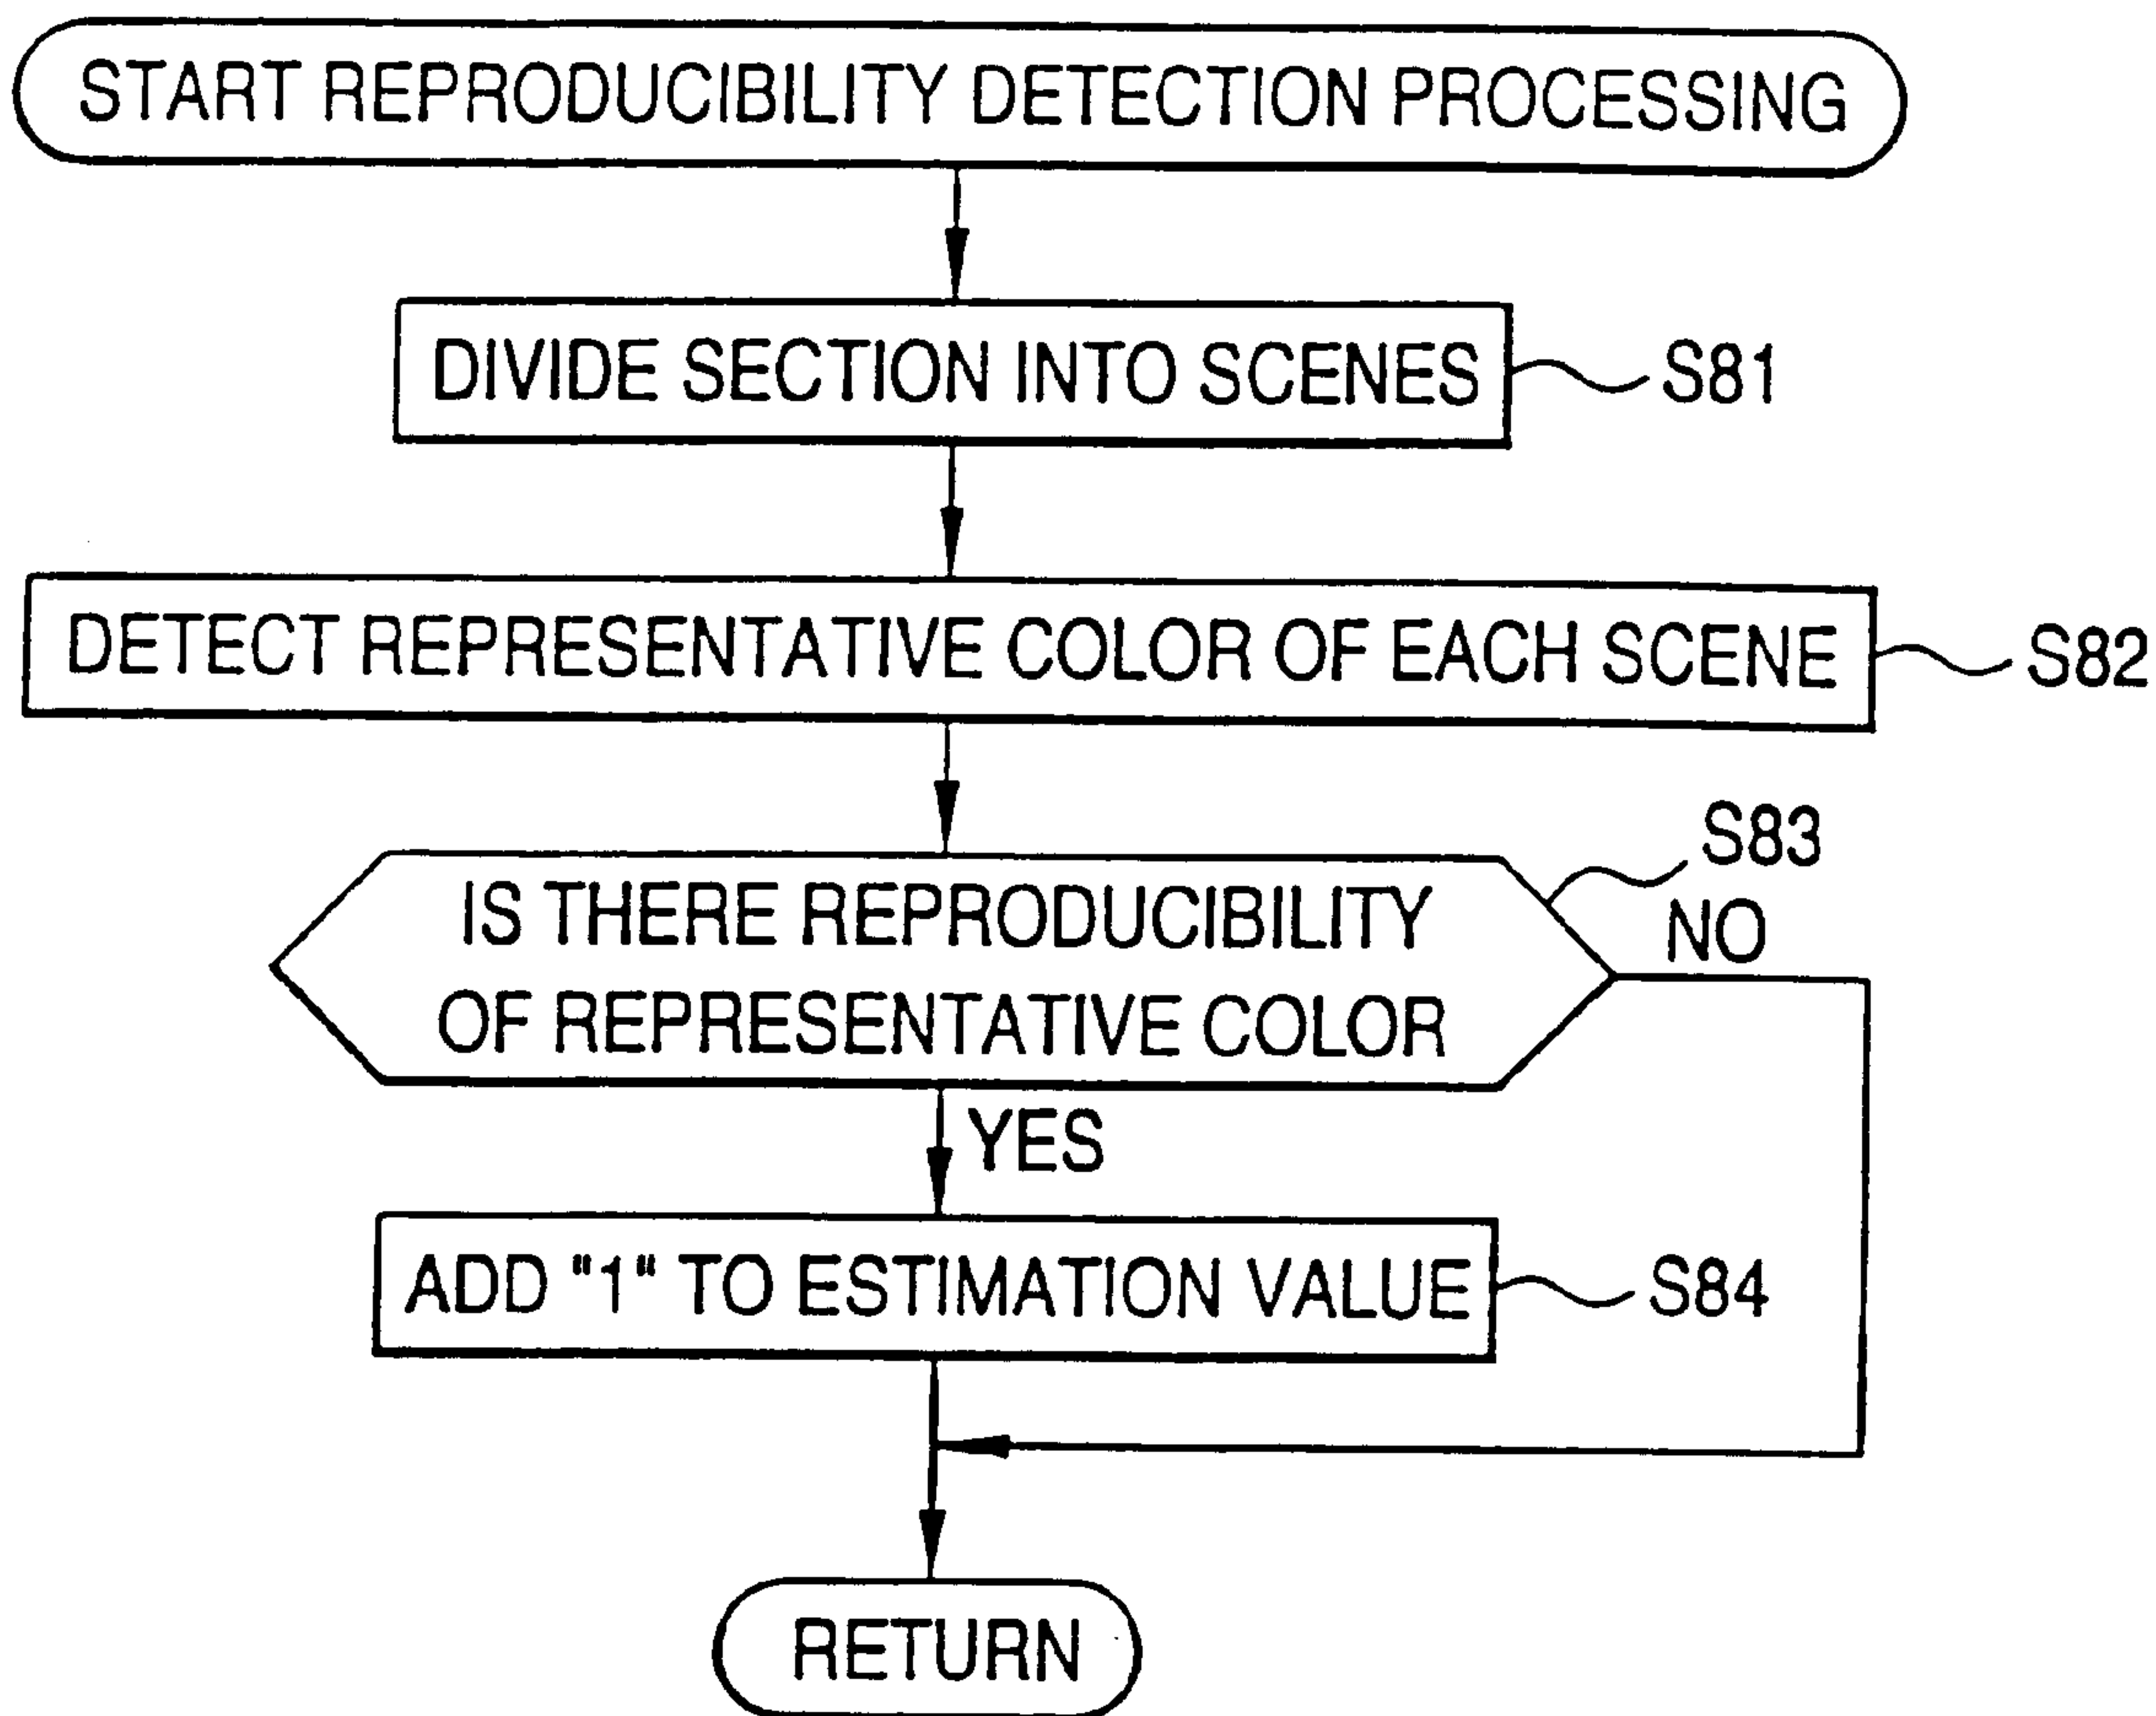 START REPRODUCIBILITY DETECTION PROCESSING
DIVIDE SECTION INTO SCENES
S81
DETECT REPRESENTATIVE COLOR OF EACH SCENE
S82
S83
IS THERE REPRODUCIBILITY
OF REPRESENTATIVE COLOR
NO
YES
ADD "1" TO ESTIMATION VALUE
S84
RETURN